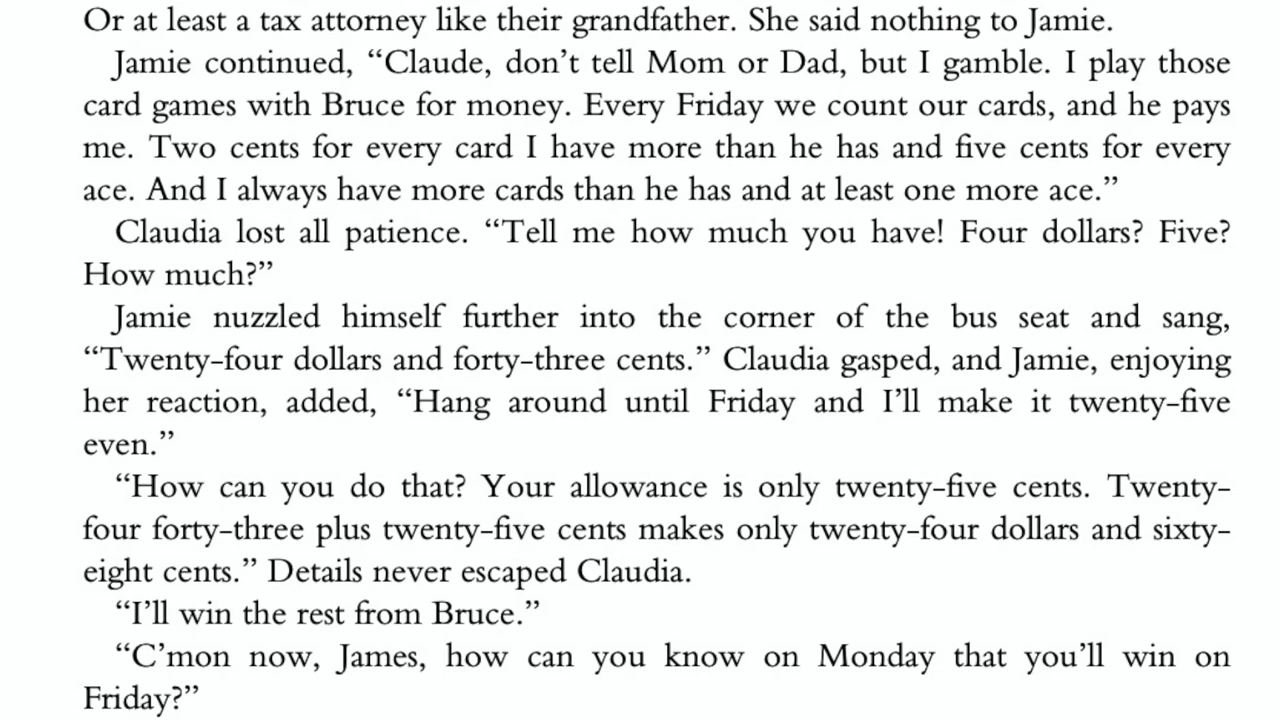 Or at least a tax attorney like their grandfather. She said nothing to Jamie.
Jamie continued, “Claude, don’t tell Mom or Dad, but I gamble. I play those
card games with Bruce for money. Every Friday we count our cards, and he pays
me. Two cents for every card I have more than he has and five cents for every
ace. And I always have more cards than he has and at least one more ace.”
Claudia lost all patience. “Tell me how much you have! Four dollars? Five?
How much?”
Jamie nuzzled himself further into the corner of the bus seat and sang,
“Twenty-four dollars and forty-three cents.” Claudia gasped, and Jamie, enjoying
her reaction, added, “Hang around until Friday and I’ll make it twenty-five
even.”
“How can you do that? Your allowance is only twenty-five cents. Twenty-
four forty-three plus twenty-five cents makes only twenty-four dollars and sixty-
eight cents.” Details never escaped Claudia.
“I’ll win the rest from Bruce.”
“C’mon now, James, how can you know on Monday that you’ll win on
Friday?”